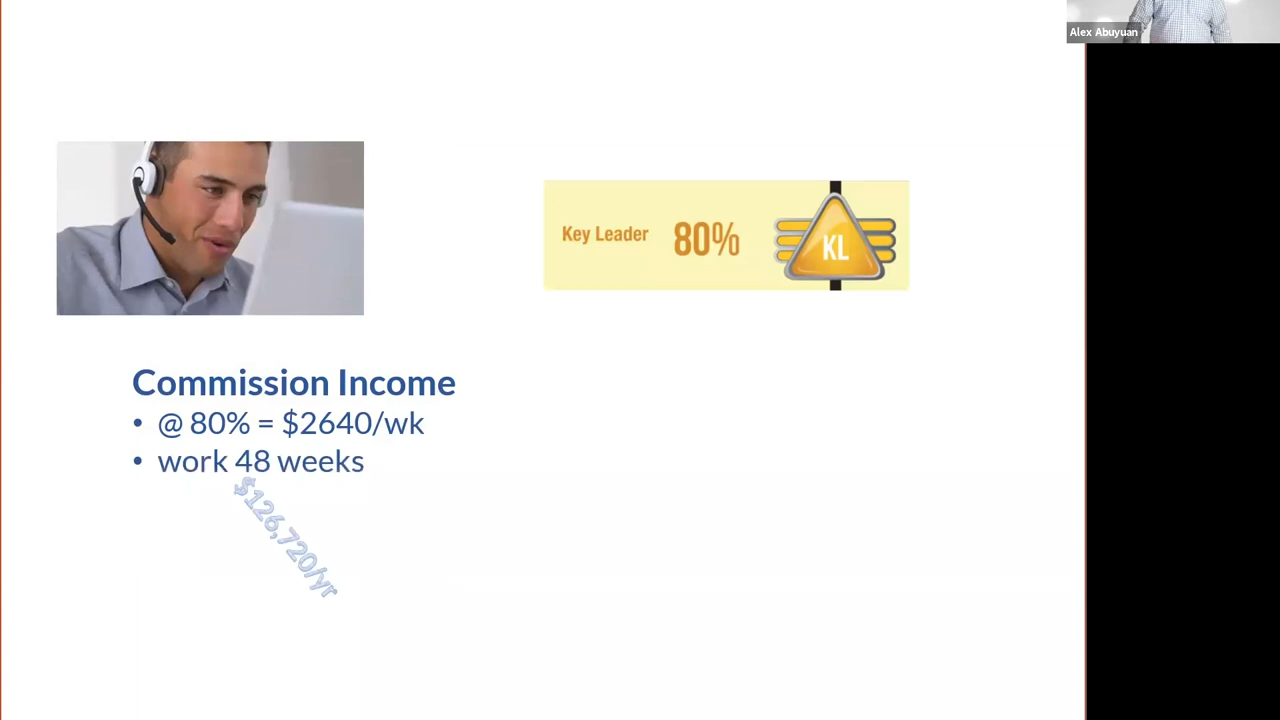 Alex Abuyuan
Key Leader 80%
KL
Commission Income
• @ 80% = $2640/wk
• work 48 weeks
$126,720/yr